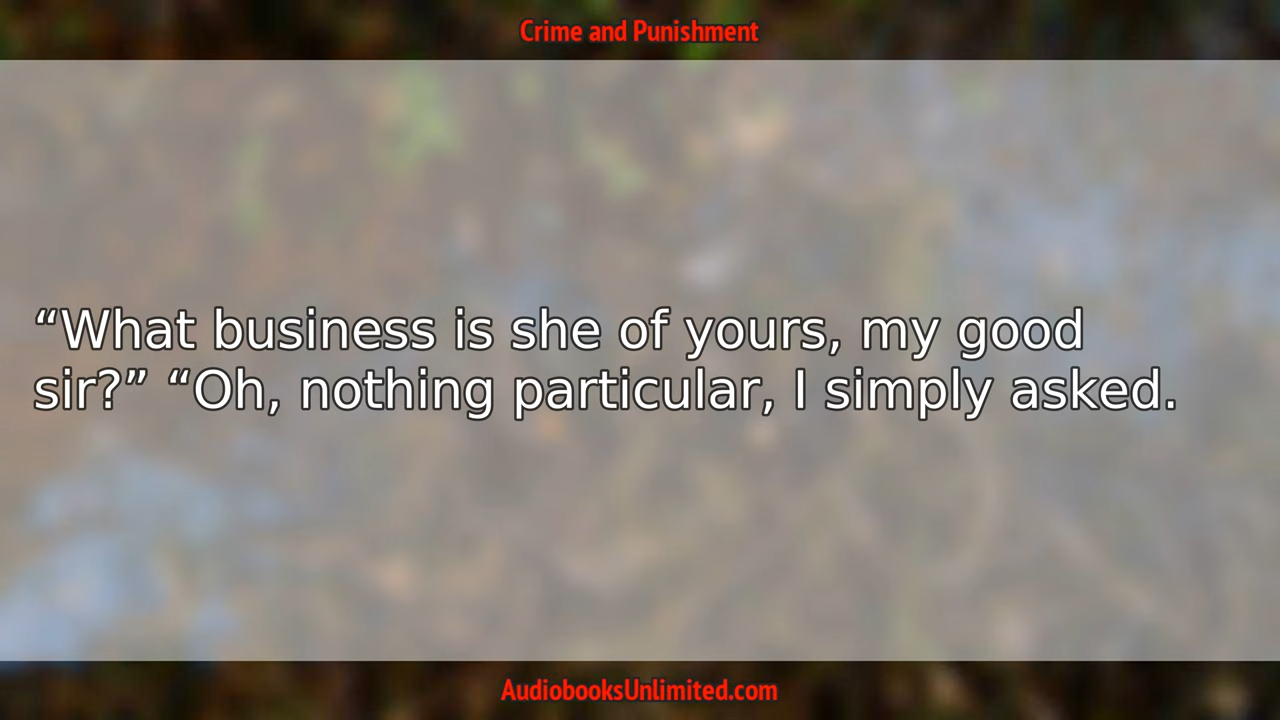 Crime and Punishment
“What business is she of yours, my good
sir?” “Oh, nothing particular, I simply asked.
AudiobooksUnlimited.com